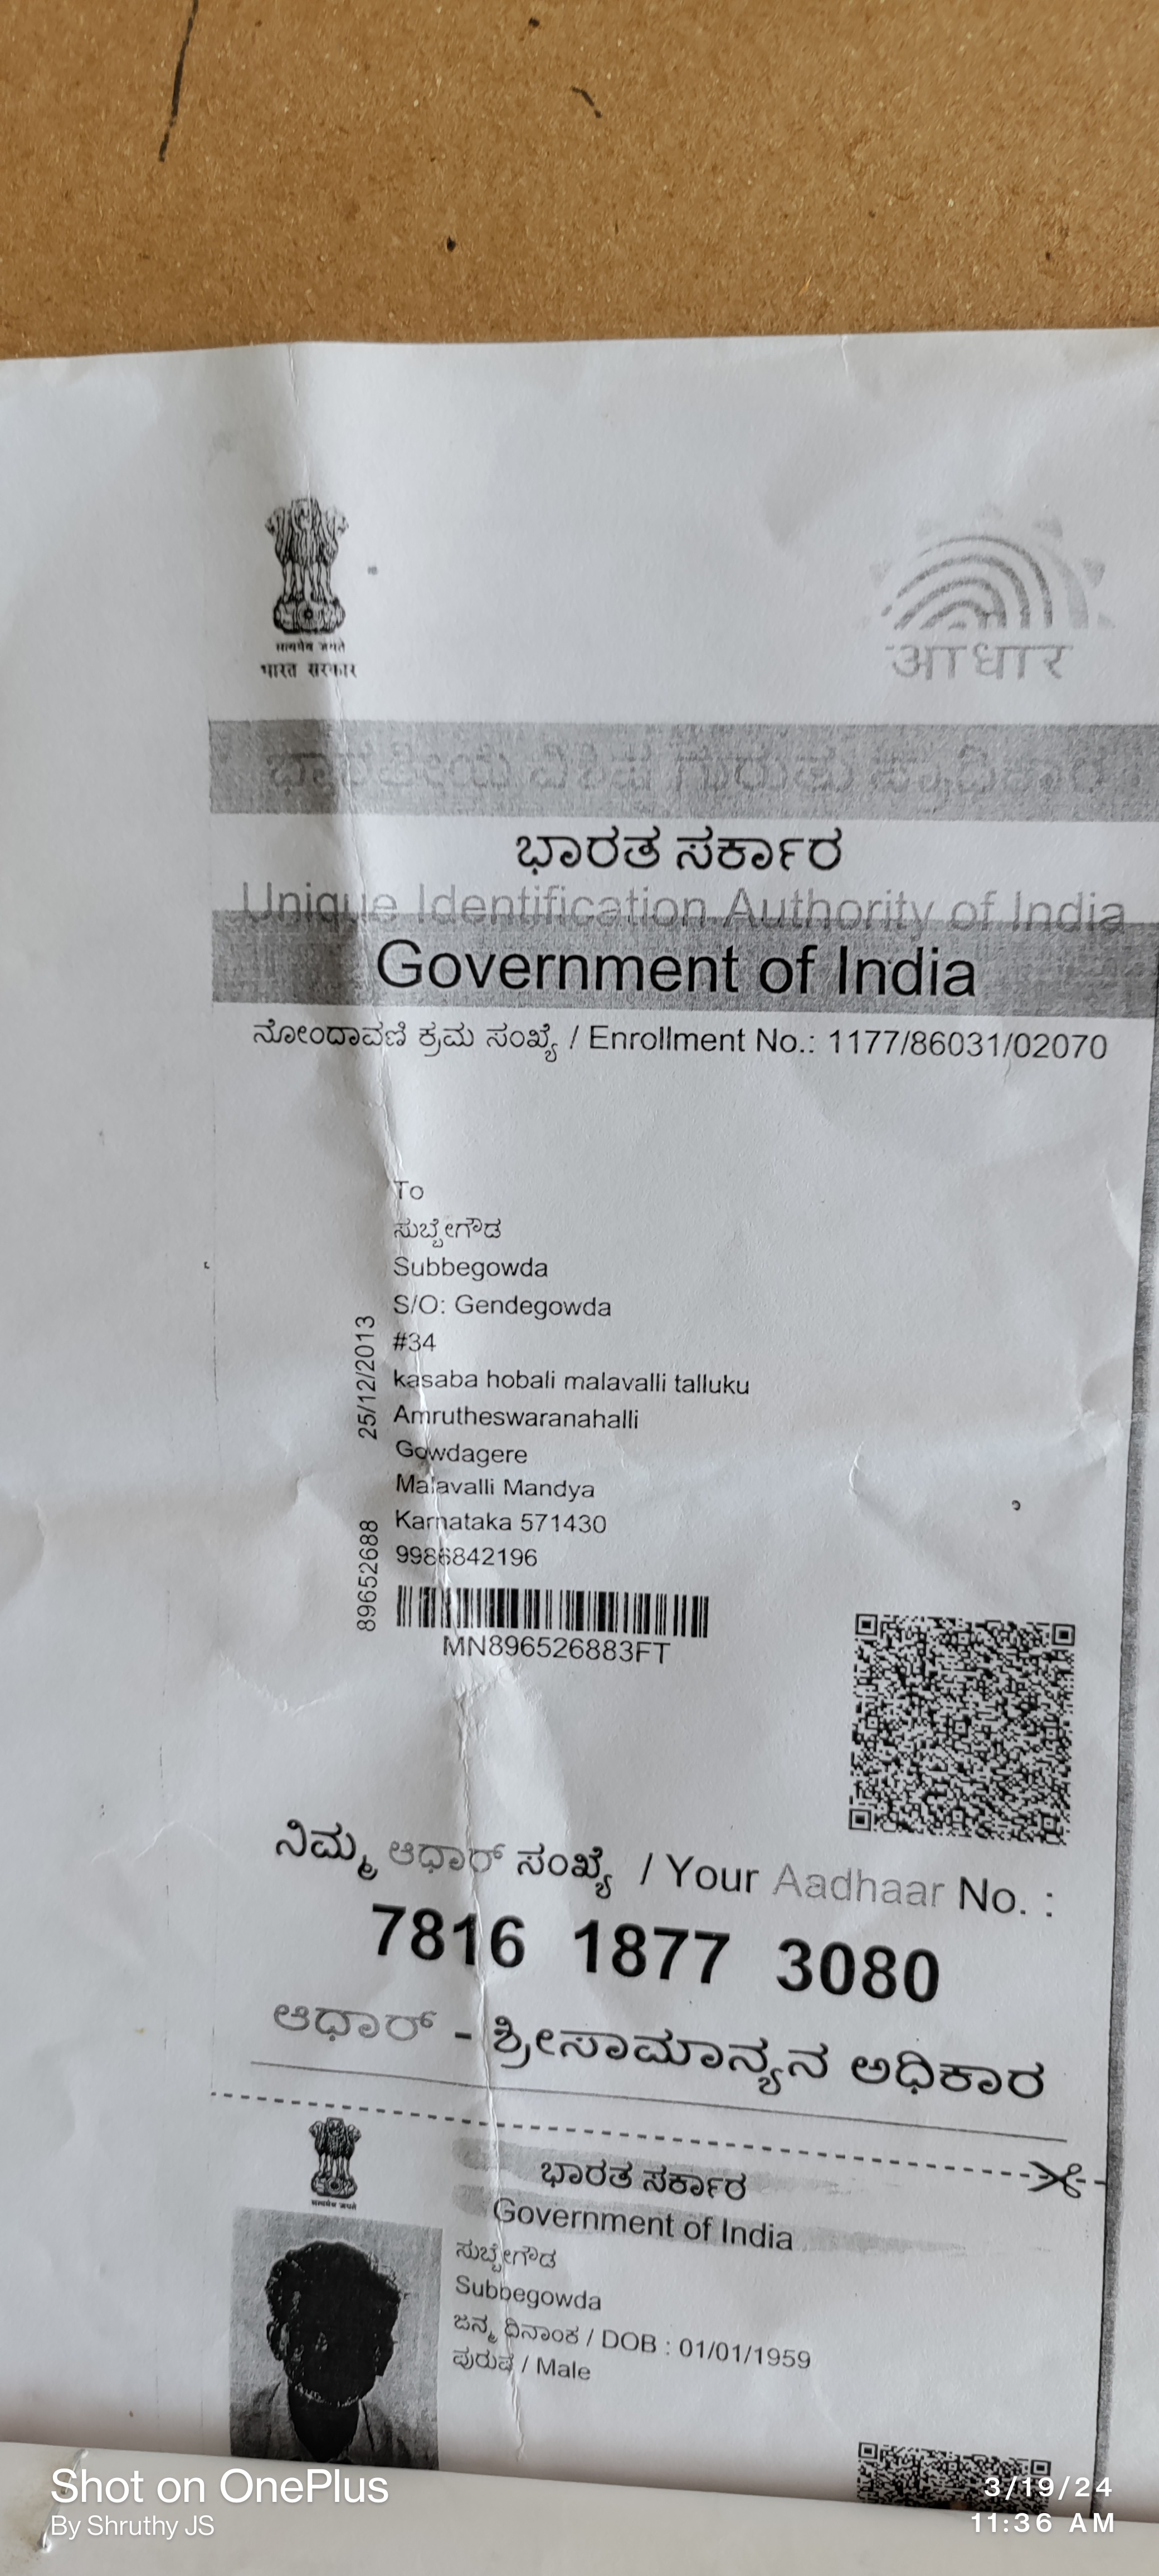 सत्यमेव जयते
भारत सरकार
आधार
ಭಾರತೀಯ ವಿಶಿಷ್ಟ ಗುರುತು ಪ್ರಾಧಿಕಾರ
ಭಾರತ ಸರ್ಕಾರ
Unique Identification Authority of India
Government of India
ನೋಂದಾವಣಿ ಕ್ರಮ ಸಂಖ್ಯೆ / Enrollment No.: 1177/86031/02070
To
ಸುಬ್ಬೇಗೌಡ
Subbegowda
S/O: Gendegowda
#34
kasaba hobali malavalli talluku
Amrutheswaranahalli
Gowdagere
Malavalli Mandya
Karnataka 571430
9986842196
25/12/2013
89652688
MN896526883FT
ನಿಮ್ಮ ಆಧಾರ್ ಸಂಖ್ಯೆ / Your Aadhaar No. :
7816 1877 3080
ಆಧಾರ್ - ಶ್ರೀಸಾಮಾನ್ಯನ ಅಧಿಕಾರ
सत्यमेव जयते
ಭಾರತ ಸರ್ಕಾರ
Government of India
ಸುಬ್ಬೇಗೌಡ
Subbegowda
ಜನ್ಮ ದಿನಾಂಕ / DOB : 01/01/1959
ಪುರುಷ / Male
Shot on OnePlus
By Shruthy JS
3/19/24
11:36 AM